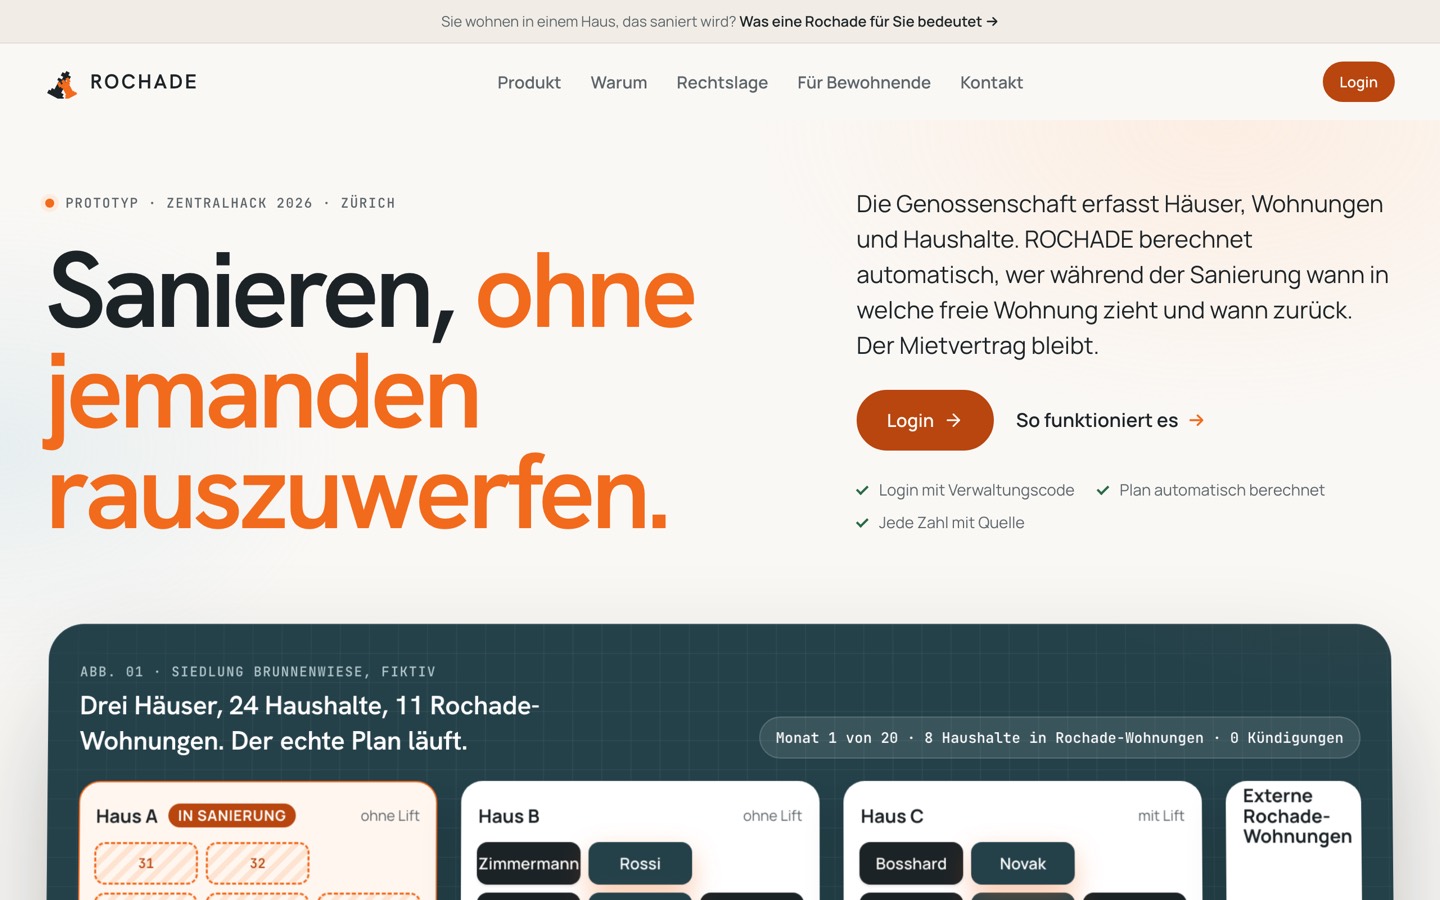 Sie wohnen in einem Haus, das saniert wird? Was eine Rochade für Sie bedeutet →
ROCHADE
Produkt
Warum
Rechtslage
Für Bewohnende
Kontakt
Login
PROTOTYP · ZENTRALHACK 2026 · ZÜRICH
Sanieren, ohne
jemanden
rauszuwerfen.
Die Genossenschaft erfasst Häuser, Wohnungen
und Haushalte. ROCHADE berechnet
automatisch, wer während der Sanierung wann in
welche freie Wohnung zieht und wann zurück.
Der Mietvertrag bleibt.
Login →
So funktioniert es →
Login mit Verwaltungscode
Plan automatisch berechnet
Jede Zahl mit Quelle
ABB. 01 · SIEDLUNG BRUNNENWIESE, FIKTIV
Drei Häuser, 24 Haushalte, 11 Rochade-
Wohnungen. Der echte Plan läuft.
Monat 1 von 20 · 8 Haushalte in Rochade-Wohnungen · 0 Kündigungen
Haus A
IN SANIERUNG
ohne Lift
31
32
Haus B
ohne Lift
Zimmermann
Rossi
Haus C
mit Lift
Bosshard
Novak
Externe
Rochade-
Wohnungen